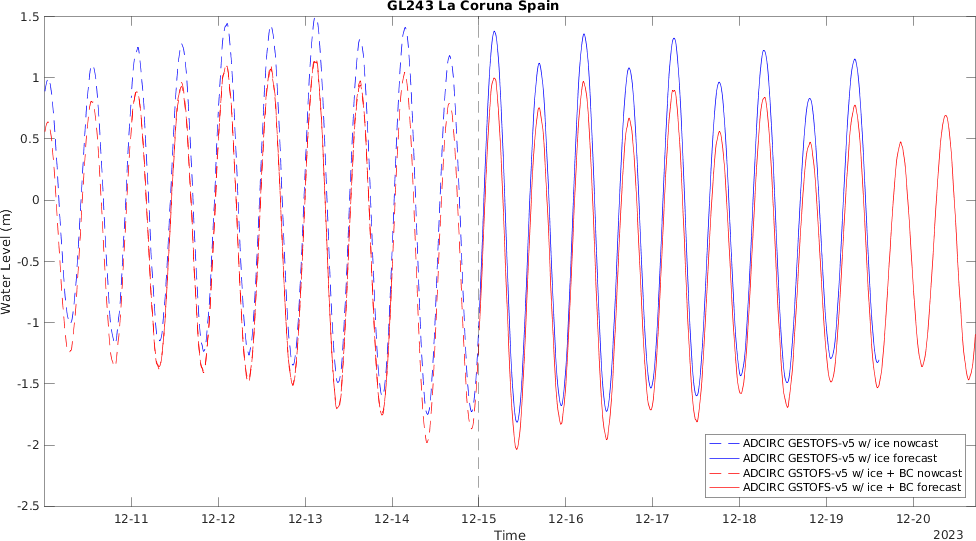 GL243 La Coruna Spain
1.5
1
0.5
0
-0.5
-1
-1.5
-2
-2.5
Water Level (m)
ADCIRC GESTOFS-v5 w/ ice nowcast
ADCIRC GESTOFS-v5 w/ ice forecast
ADCIRC GSTOFS-v5 w/ ice + BC nowcast
ADCIRC GSTOFS-v5 w/ ice + BC forecast
12-11 12-12 12-13 12-14 12-15 12-16 12-17 12-18 12-19 12-20
Time
2023